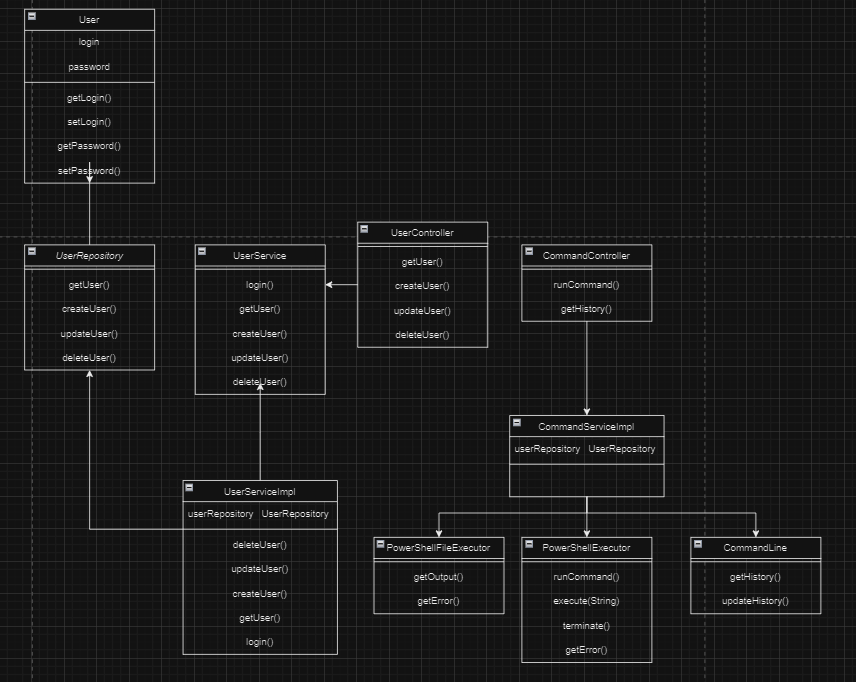 User
login
password
getLogin()
setLogin()
getPassword()
setPassword()
UserRepository
getUser()
createUser()
updateUser()
deleteUser()
UserService
login()
getUser()
createUser()
updateUser()
deleteUser()
UserController
getUser()
createUser()
updateUser()
deleteUser()
CommandController
runCommand()
getHistory()
CommandServiceImpl
userRepository UserRepository
UserServiceImpl
userRepository UserRepository
deleteUser()
updateUser()
createUser()
getUser()
login()
PowerShellFileExecutor
getOutput()
getError()
PowerShellExecutor
runCommand()
execute(String)
terminate()
getError()
CommandLine
getHistory()
updateHistory()